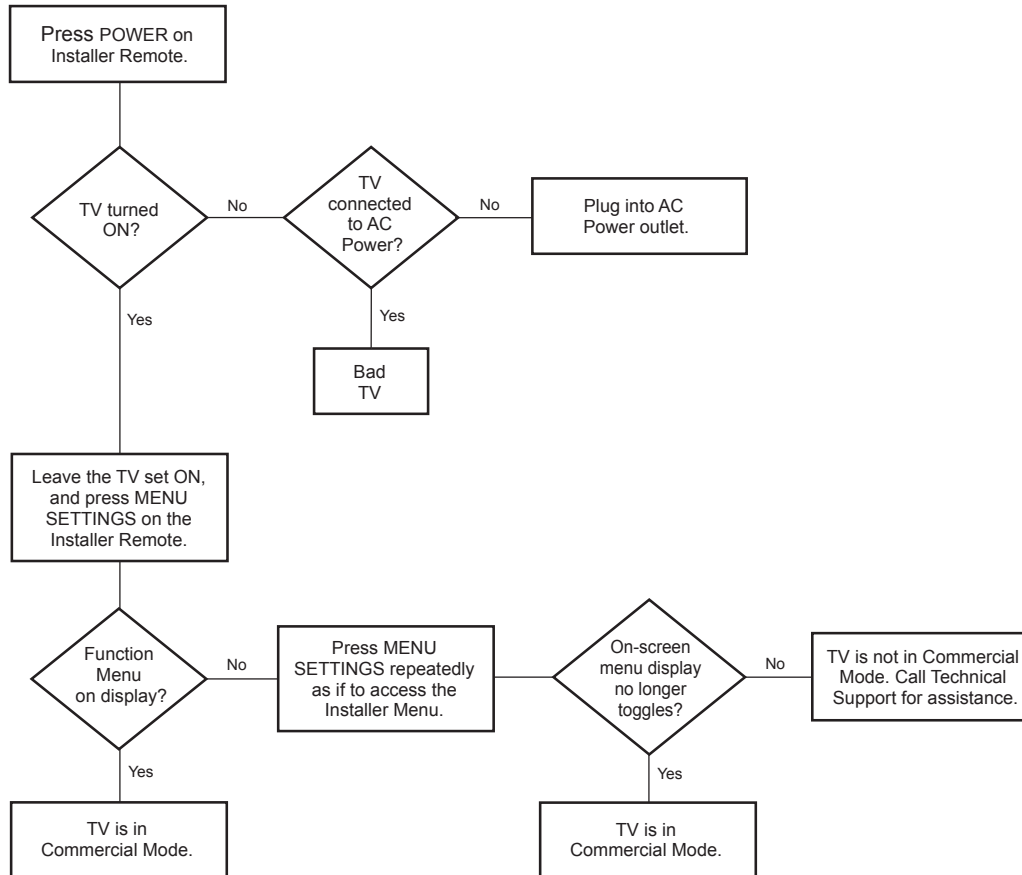 Press POWER on
Installer Remote.
TV turned
ON?
No
TV
connected
to AC
Power?
No
Plug into AC
Power outlet.
Yes
Yes
Bad
TV
Leave the TV set ON,
and press MENU
SETTINGS on the
Installer Remote.
Function
Menu
on display?
No
Press MENU
SETTINGS repeatedly
as if to access the
Installer Menu.
On-screen
menu display
no longer
toggles?
No
TV is not in Commercial
Mode. Call Technical
Support for assistance.
Yes
TV is in
Commercial Mode.
Yes
TV is in
Commercial Mode.